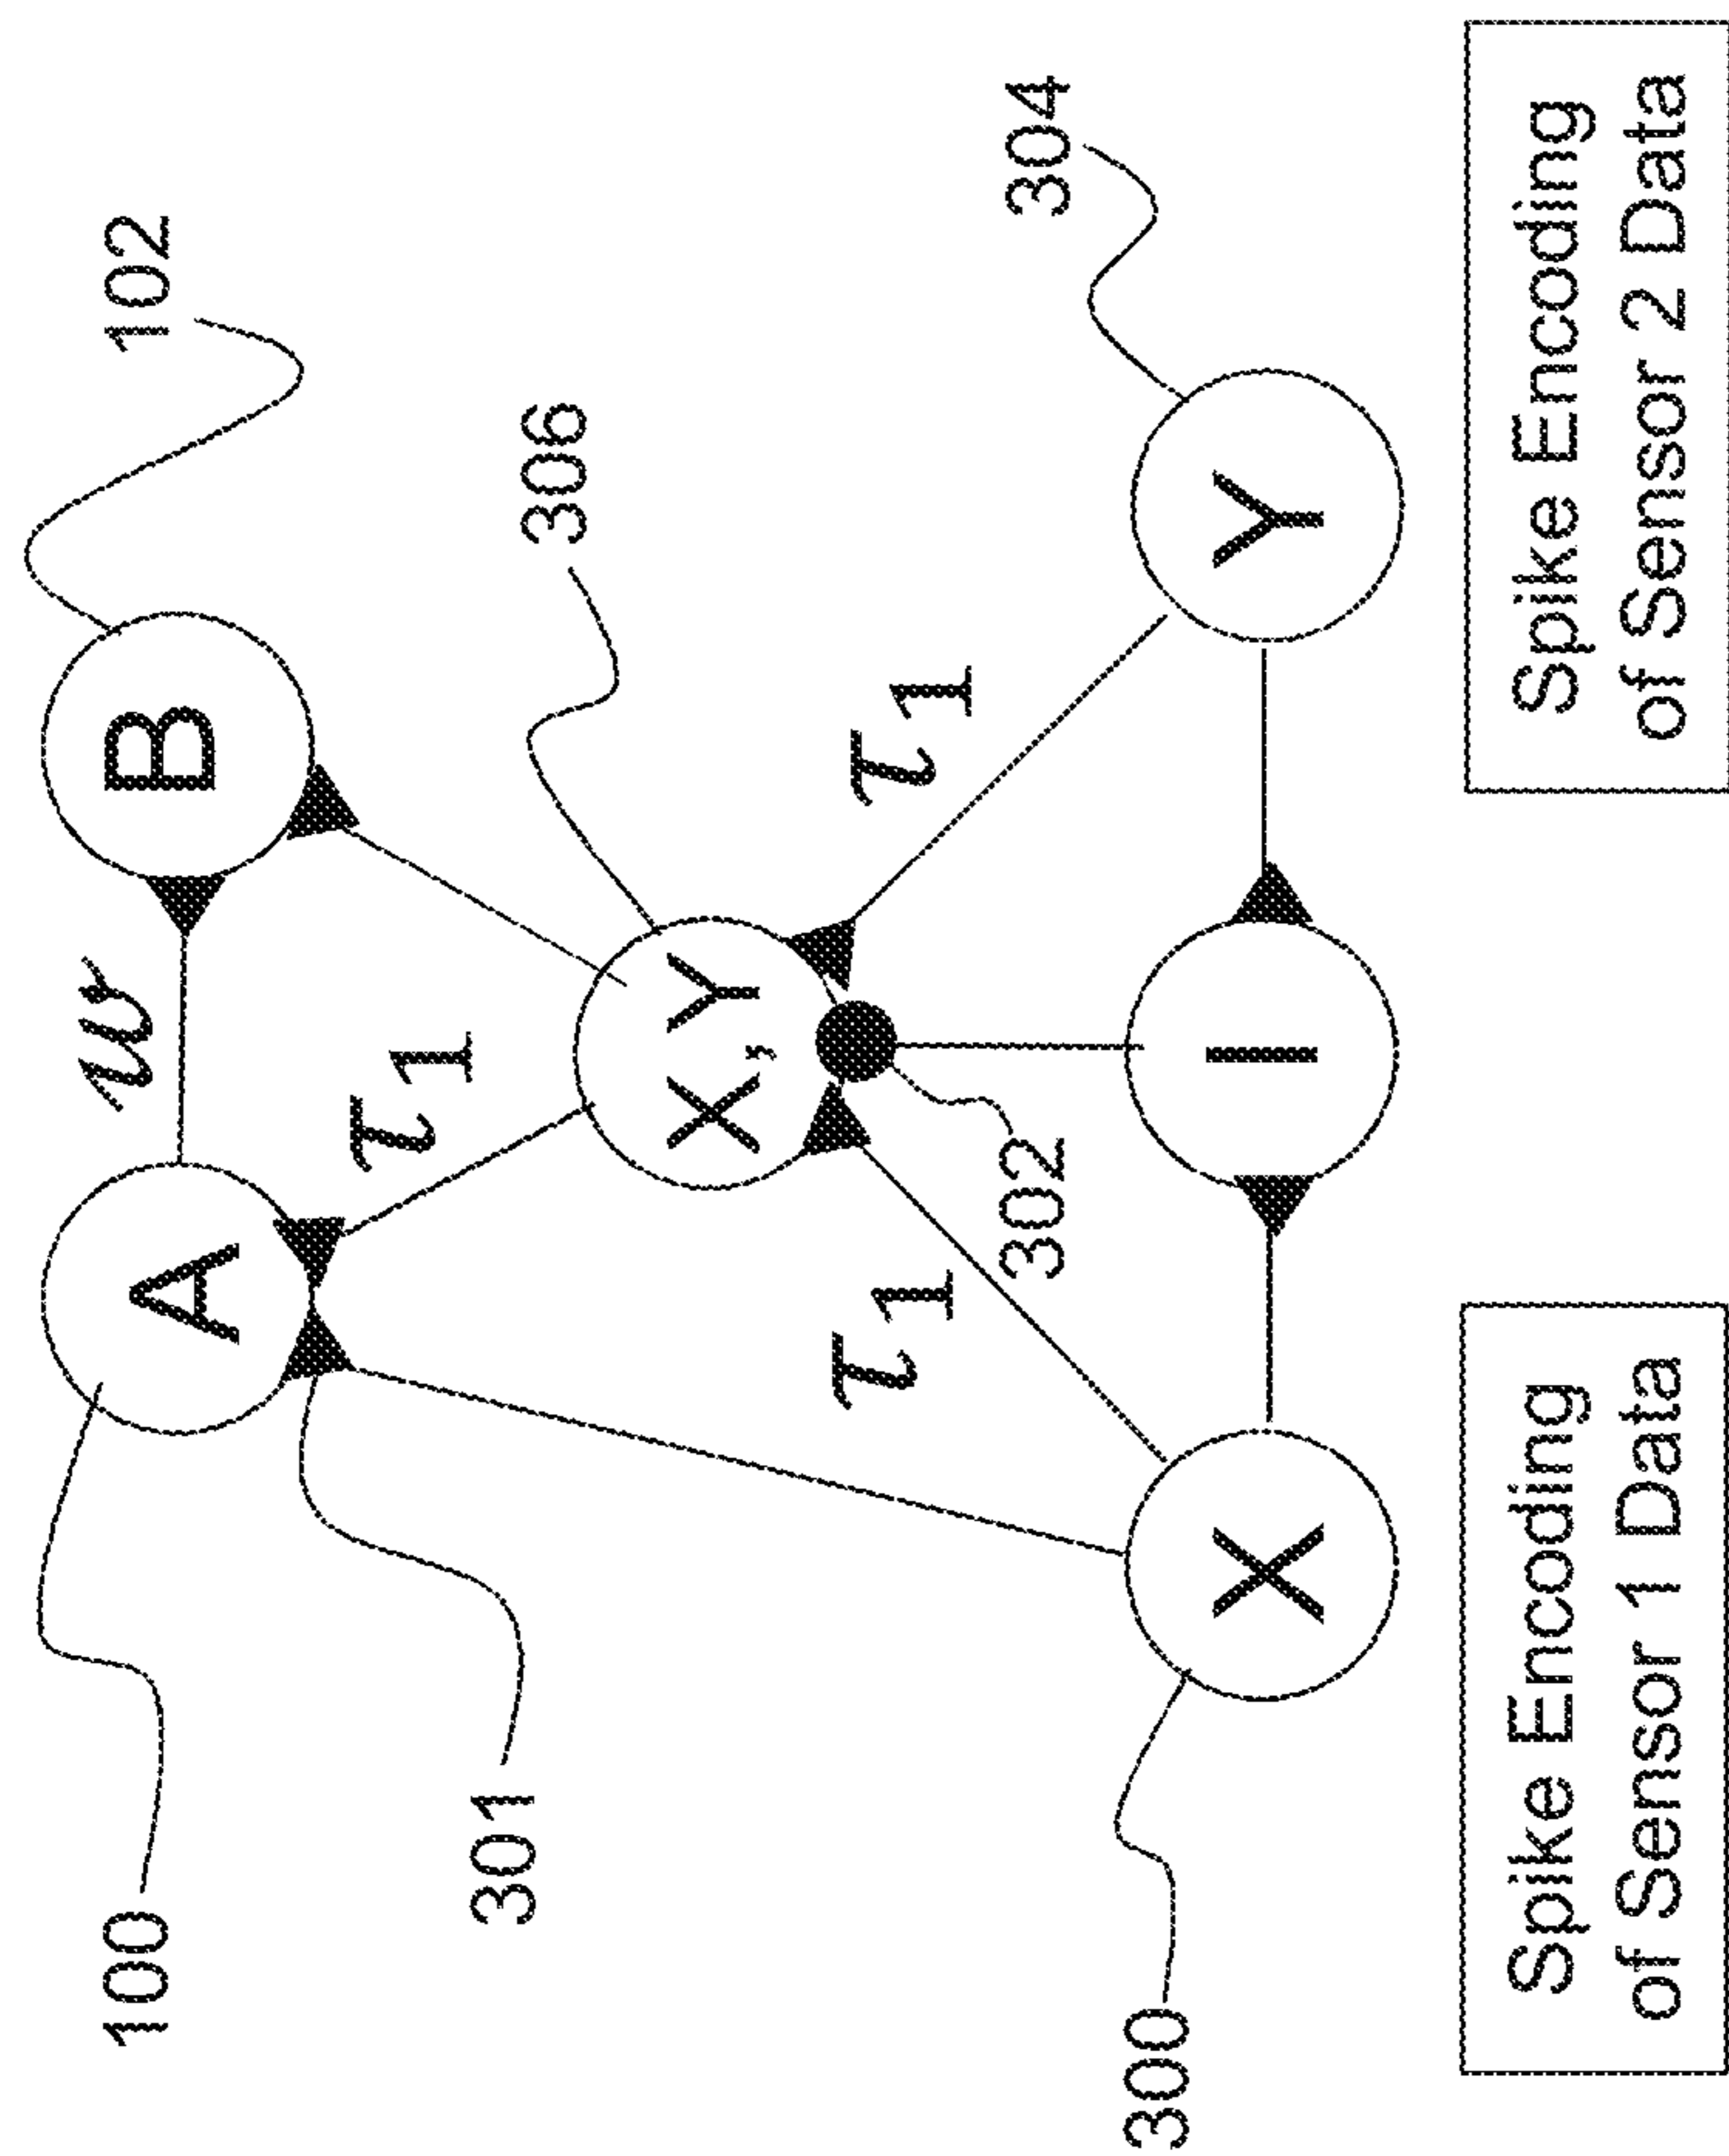 100
w
102
A
B
τ1
301
306
X,Y
τ1
τ1
302
304
300
X
I
Y
Spike Encoding
of Sensor 1 Data
Spike Encoding
of Sensor 2 Data